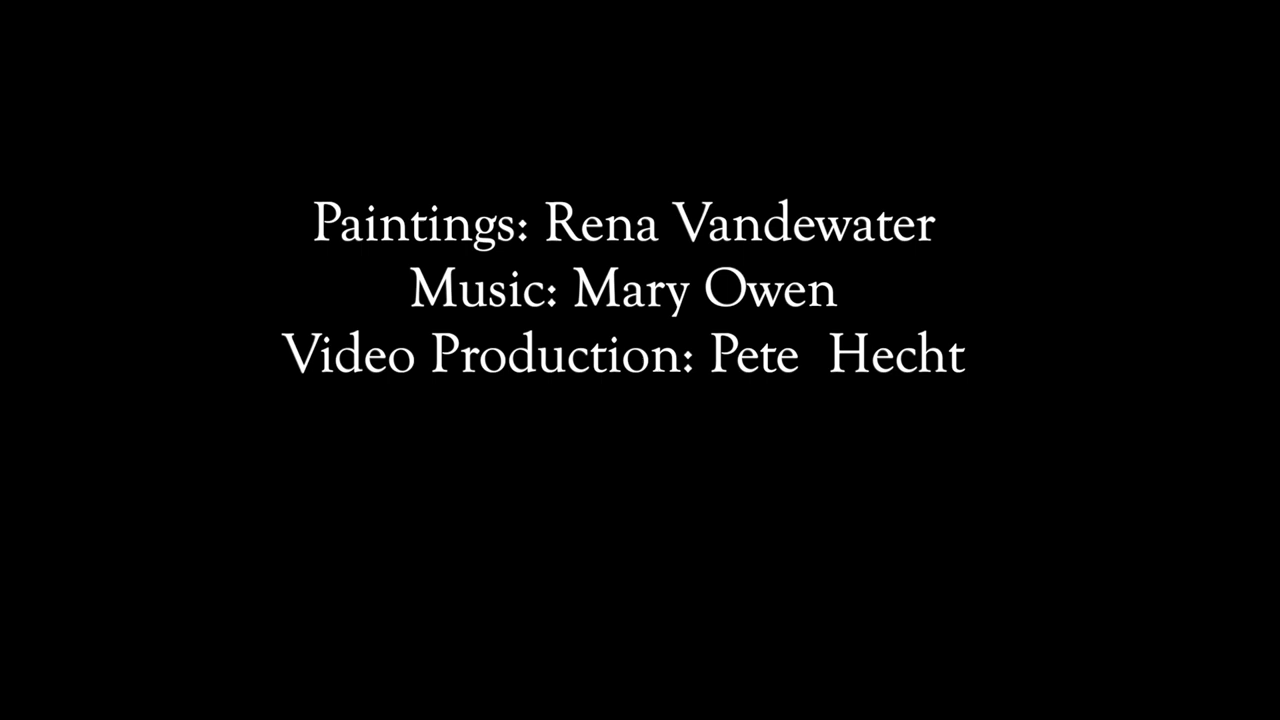 Paintings: Rena Vandewater
Music: Mary Owen
Video Production: Pete  Hecht